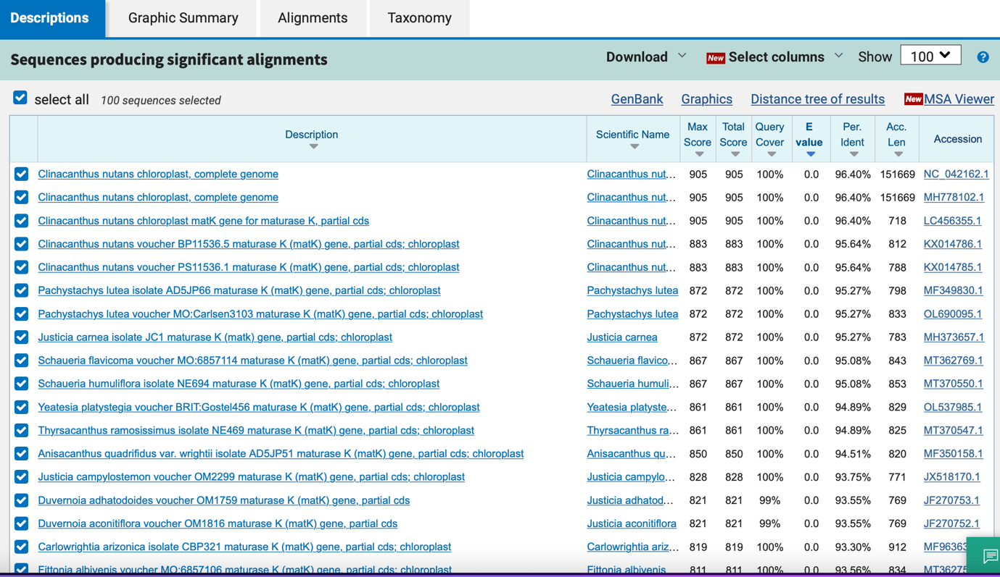 Descriptions Graphic Summary Alignments Taxonomy
Sequences producing significant alignments Download New Select columns Show 100 ?
select all 100 sequences selected GenBank Graphics Distance tree of results New MSA Viewer
Description Scientific Name Max Score Total Score Query Cover E value Per. Ident Acc. Len Accession
Clinacanthus nutans chloroplast, complete genome Clinacanthus nut... 905 905 100% 0.0 96.40% 151669 NC_042162.1
Clinacanthus nutans chloroplast, complete genome Clinacanthus nut... 905 905 100% 0.0 96.40% 151669 MH778102.1
Clinacanthus nutans chloroplast matK gene for maturase K, partial cds Clinacanthus nut... 905 905 100% 0.0 96.40% 718 LC456355.1
Clinacanthus nutans voucher BP11536.5 maturase K (matK) gene, partial cds; chloroplast Clinacanthus nut... 883 883 100% 0.0 95.64% 812 KX014786.1
Clinacanthus nutans voucher PS11536.1 maturase K (matK) gene, partial cds; chloroplast Clinacanthus nut... 883 883 100% 0.0 95.64% 788 KX014785.1
Pachystachys lutea isolate AD5JP66 maturase K (matK) gene, partial cds; chloroplast Pachystachys lutea 872 872 100% 0.0 95.27% 798 MF349830.1
Pachystachys lutea voucher MO:Carlsen3103 maturase K (matK) gene, partial cds; chloroplast Pachystachys lutea 872 872 100% 0.0 95.27% 833 OL690095.1
Justicia carnea isolate JC1 maturase K (matk) gene, partial cds; chloroplast Justicia carnea 872 872 100% 0.0 95.27% 783 MH373657.1
Schaueria flavicoma voucher MO:6857114 maturase K (matK) gene, partial cds; chloroplast Schaueria flavico... 867 867 100% 0.0 95.08% 843 MT362769.1
Schaueria humuliflora isolate NE694 maturase K (matK) gene, partial cds; chloroplast Schaueria humuli... 867 867 100% 0.0 95.08% 853 MT370550.1
Yeatesia platystegia voucher BRIT:Gostel456 maturase K (matK) gene, partial cds; chloroplast Yeatesia platyste... 861 861 100% 0.0 94.89% 829 OL537985.1
Thyrsacanthus ramosissimus isolate NE469 maturase K (matK) gene, partial cds; chloroplast Thyrsacanthus ra... 861 861 100% 0.0 94.89% 825 MT370547.1
Anisacanthus quadrifidus var. wrightii isolate AD5JP51 maturase K (matK) gene, partial cds; chloroplast Anisacanthus qu... 850 850 100% 0.0 94.51% 820 MF350158.1
Justicia campylostemon voucher OM2299 maturase K (matK) gene, partial cds; chloroplast Justicia campylo... 828 828 100% 0.0 93.75% 771 JX518170.1
Duvernoia adhatodoides voucher OM1759 maturase K (matK) gene, partial cds Justicia adhatod... 821 821 99% 0.0 93.55% 769 JF270753.1
Duvernoia aconitiflora voucher OM1816 maturase K (matK) gene, partial cds Justicia aconitiflora 821 821 99% 0.0 93.55% 769 JF270752.1
Carlowrightia arizonica isolate CBP321 maturase K (matK) gene, partial cds; chloroplast Carlowrightia ariz... 819 819 100% 0.0 93.30% 912 MF96363
Fittonia albivenis voucher MO:6857106 maturase K (matK) gene, partial cds; chloroplast Fittonia albivenis 811 811 100% 0.0 93.56% 834 MT36275